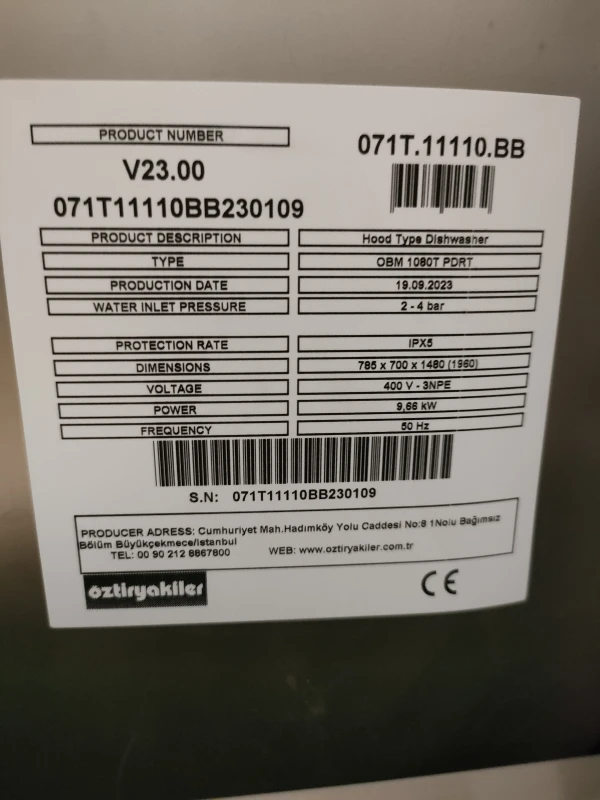 PRODUCT NUMBER
071T.11110.BB
V23.00
071T11110BB230109
PRODUCT DESCRIPTION Hood Type Dishwasher
TYPE OBM 1080T PDRT
PRODUCTION DATE 19.09.2023
WATER INLET PRESSURE 2 - 4 bar
PROTECTION RATE IPX5
DIMENSIONS 785 x 700 x 1480 (1960)
VOLTAGE 400 V - 3NPE
POWER 9,66 kW
FREQUENCY 50 Hz
S.N: 071T11110BB230109
PRODUCER ADRESS: Cumhuriyet Mah.Hadımköy Yolu Caddesi No:8 1Nolu Bağımsız
Bölüm Büyükçekmece/Istanbul
TEL: 00 90 212 8867800 WEB: www.oztiryakiler.com.tr
öztiryakiler CE